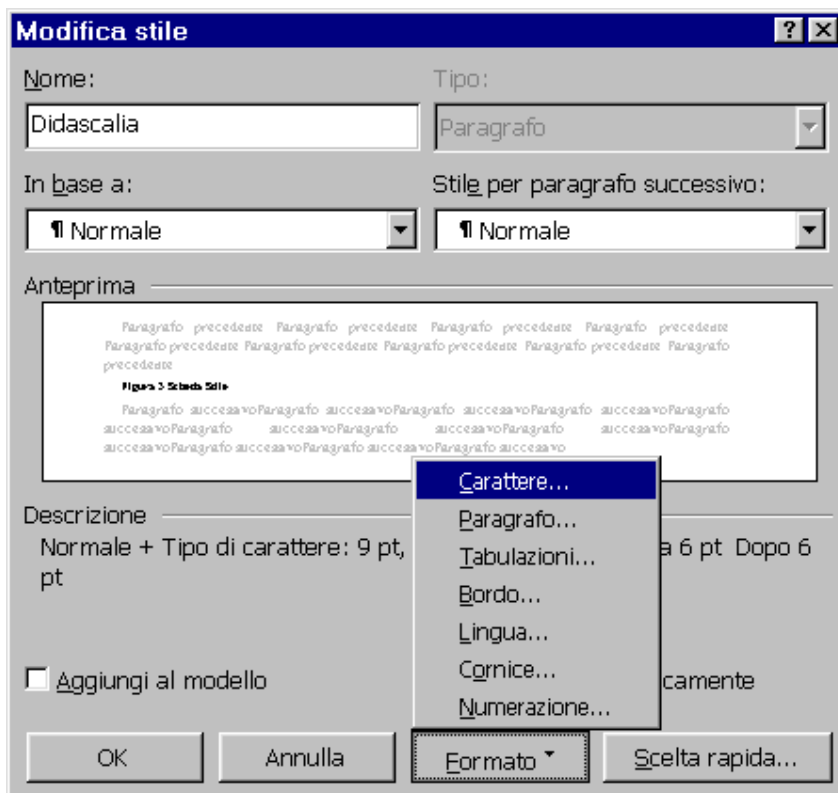 Modifica stile
Nome:
Tipo:
Didascalia
Paragrafo
In base a:
Stile per paragrafo successivo:
¶ Normale
¶ Normale
Anteprima
Paragrafo precedente Paragrafo precedente Paragrafo precedente Paragrafo precedente
Paragrafo precedente Paragrafo precedente Paragrafo precedente Paragrafo precedente Paragrafo
precedente
Figura 3 Scheda Stile
Paragrafo successivoParagrafo successivoParagrafo successivoParagrafo successivoParagrafo
successivoParagrafo successivoParagrafo successivoParagrafo
successivoParagrafo successivoParagrafo successivoParagrafo successivo
Descrizione
Normale + Tipo di carattere: 9 pt, a 6 pt Dopo 6
pt
Carattere...
Paragrafo...
Tabulazioni...
Bordo...
Lingua...
Cornice...
Numerazione...
Aggiungi al modello
camente
OK
Annulla
Formato
Scelta rapida...